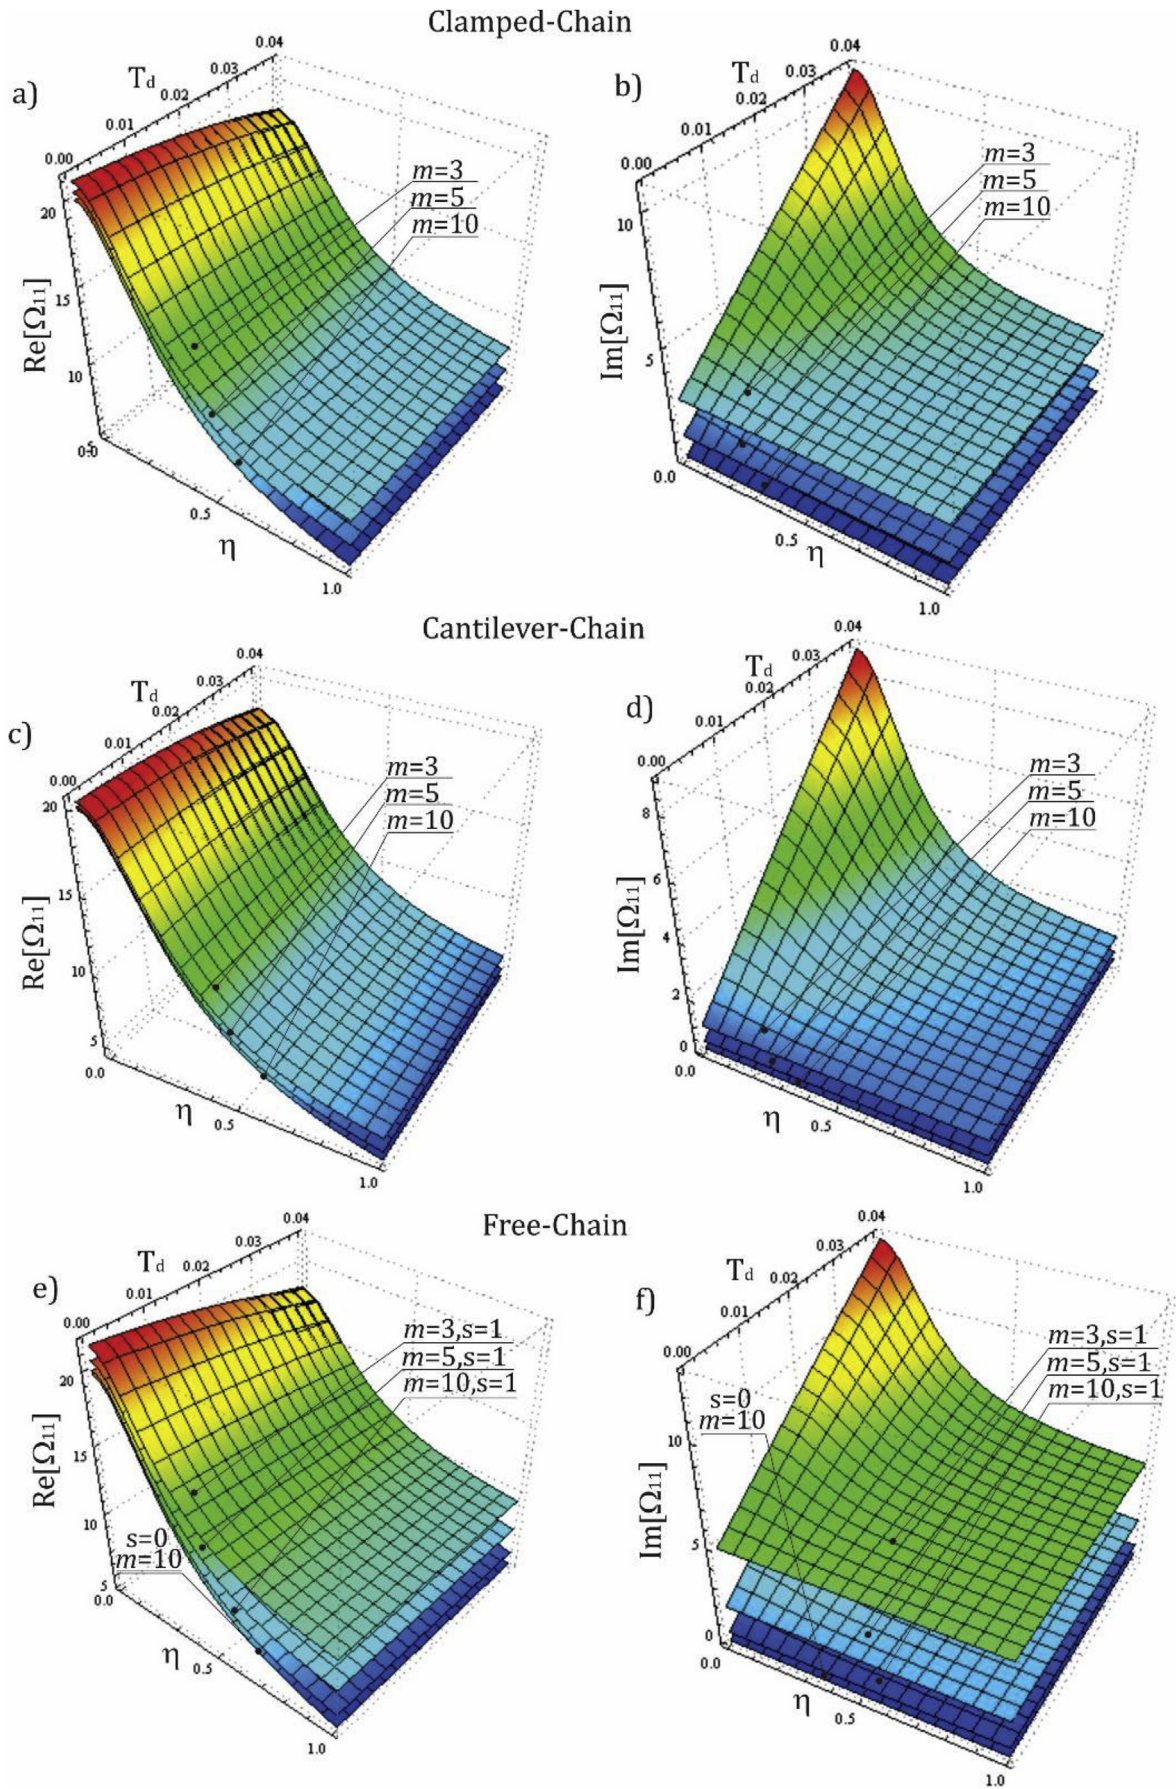 Clamped-Chain
a)
T_d
0.00
0.01
0.02
0.03
0.04
m=3
m=5
m=10
Re[Ω₁₁]
20
15
10
5
0.0
0.5
1.0
η
b)
T_d
0.00
0.01
0.02
0.03
0.04
m=3
m=5
m=10
Im[Ω₁₁]
10
5
0.0
0.5
1.0
η
Cantilever-Chain
c)
T_d
0.00
0.01
0.02
0.03
0.04
m=3
m=5
m=10
Re[Ω₁₁]
20
15
10
5
0.0
0.5
1.0
η
d)
T_d
0.00
0.01
0.02
0.03
0.04
m=3
m=5
m=10
Im[Ω₁₁]
8
6
4
2
0
0.0
0.5
1.0
η
Free-Chain
e)
T_d
0.00
0.01
0.02
0.03
0.04
m=3,s=1
m=5,s=1
m=10,s=1
s=0
m=10
Re[Ω₁₁]
20
15
10
5
0.0
0.5
1.0
η
f)
T_d
0.00
0.01
0.02
0.03
0.04
m=3,s=1
m=5,s=1
m=10,s=1
s=0
m=10
Im[Ω₁₁]
10
5
0
0.0
0.5
1.0
η